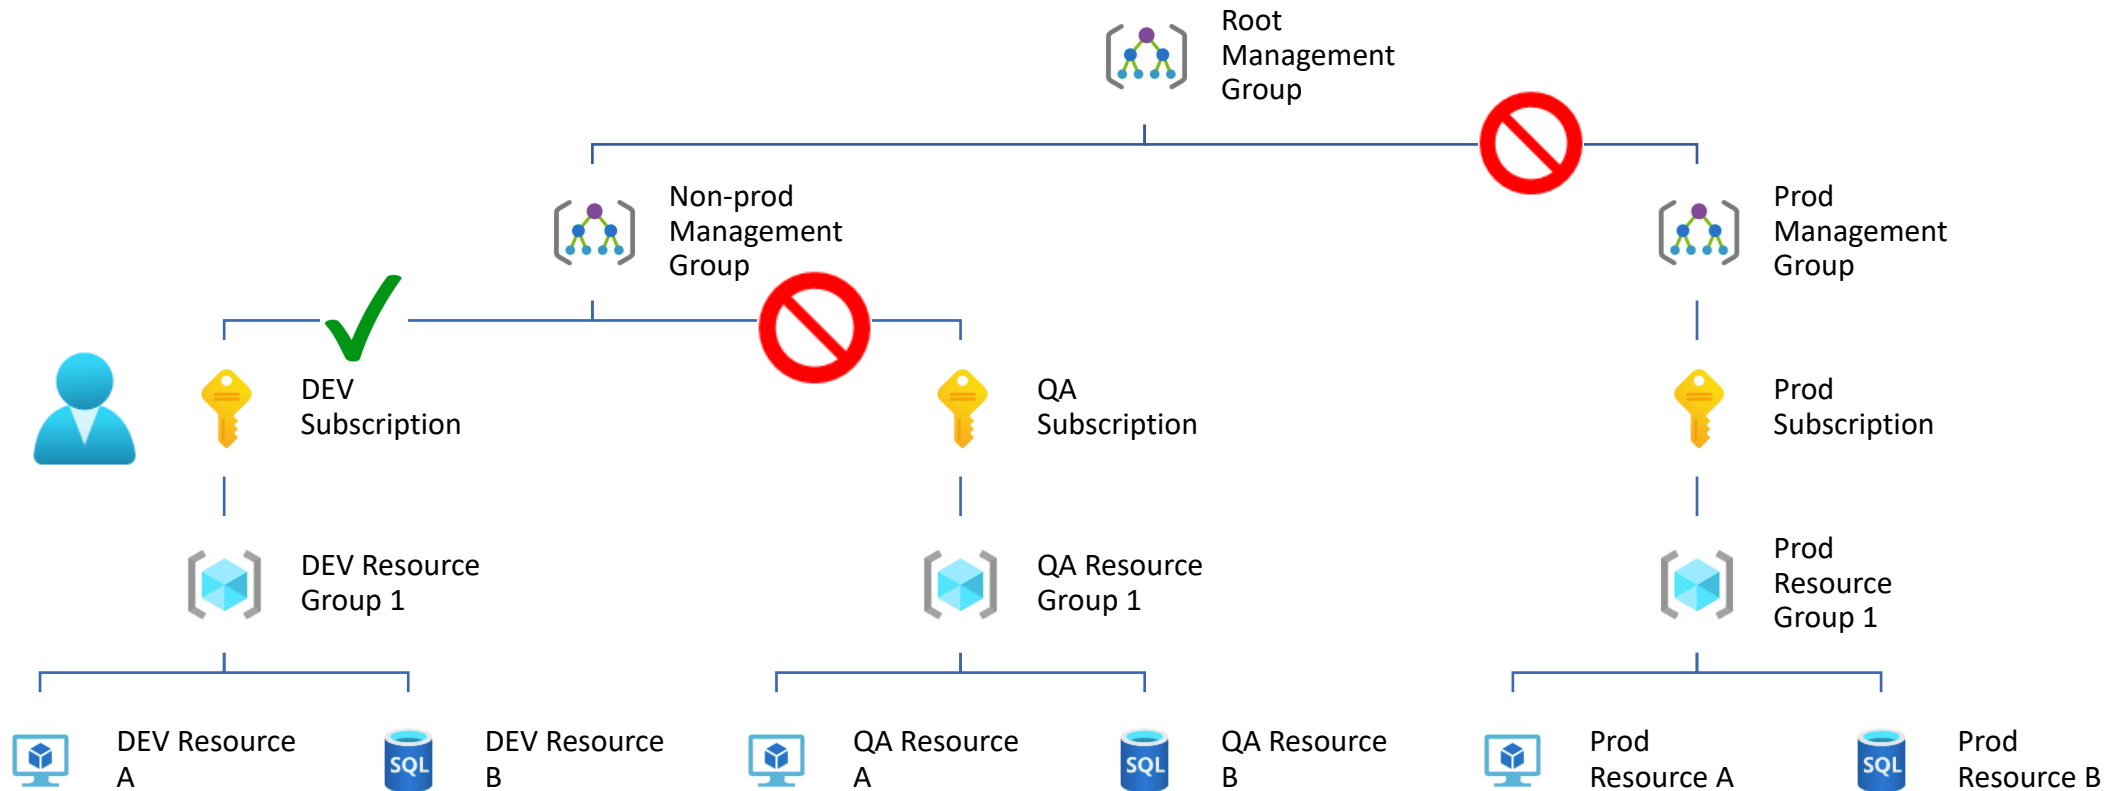 Root
Management
Group
Non-prod
Management
Group
Prod
Management
Group
DEV
Subscription
QA
Subscription
Prod
Subscription
DEV Resource
Group 1
QA Resource
Group 1
Prod
Resource
Group 1
DEV Resource
A
SQL
DEV Resource
B
QA Resource
A
SQL
QA Resource
B
Prod
Resource A
SQL
Prod
Resource B